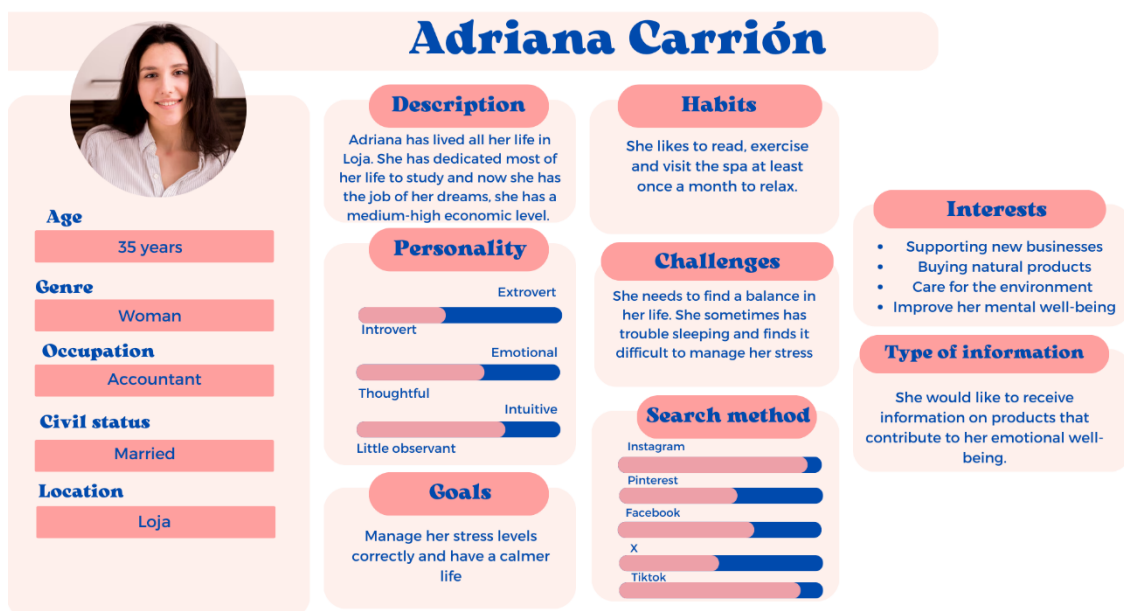 Adriana Carrión
Age
35 years
Genre
Woman
Occupation
Accountant
Civil status
Married
Location
Loja
Description
Adriana has lived all her life in
Loja. She has dedicated most of
her life to study and now she has
the job of her dreams, she has a
medium-high economic level.
Personality
Extrovert
Introvert
Emotional
Thoughtful
Intuitive
Little observant
Goals
Manage her stress levels
correctly and have a calmer
life
Habits
She likes to read, exercise
and visit the spa at least
once a month to relax.
Challenges
She needs to find a balance in
her life. She sometimes has
trouble sleeping and finds it
difficult to manage her stress
Search method
Instagram
Pinterest
Facebook
X
Tiktok
Interests
• Supporting new businesses
• Buying natural products
• Care for the environment
• Improve her mental well-being
Type of information
She would like to receive
information on products that
contribute to her emotional well-
being.